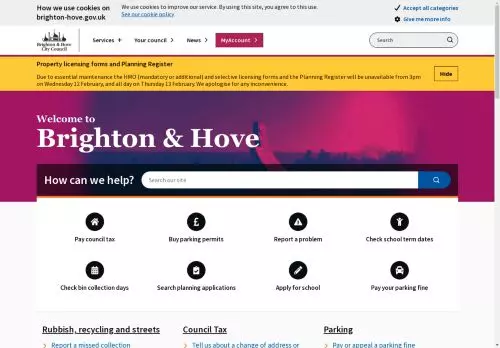 How we use cookies on
brighton-hove.gov.uk
We use cookies to improve our service. By using this site, you agree to this use.
See our cookie policy
Accept all categories
Give me more info
Brighton & Hove
City Council
Services +
Your council /
News /
MyAccount /
Search
Property licensing forms and Planning Register
Due to essential maintenance the HMO (mandatory or additional) and selective licensing forms and the Planning Register will be unavailable from 3pm
on Wednesday 12 February, and all day on Thursday 13 February. We apologise for any inconvenience.
Hide
Welcome to
Brighton & Hove
How can we help?
Search our site
Pay council tax
Buy parking permits
Report a problem
Check school term dates
Check bin collection days
Search planning applications
Apply for school
Pay your parking fine
Rubbish, recycling and streets
Council Tax
Parking
Report a missed collection
Tell us about a change of address or
Pay or appeal a parking fine